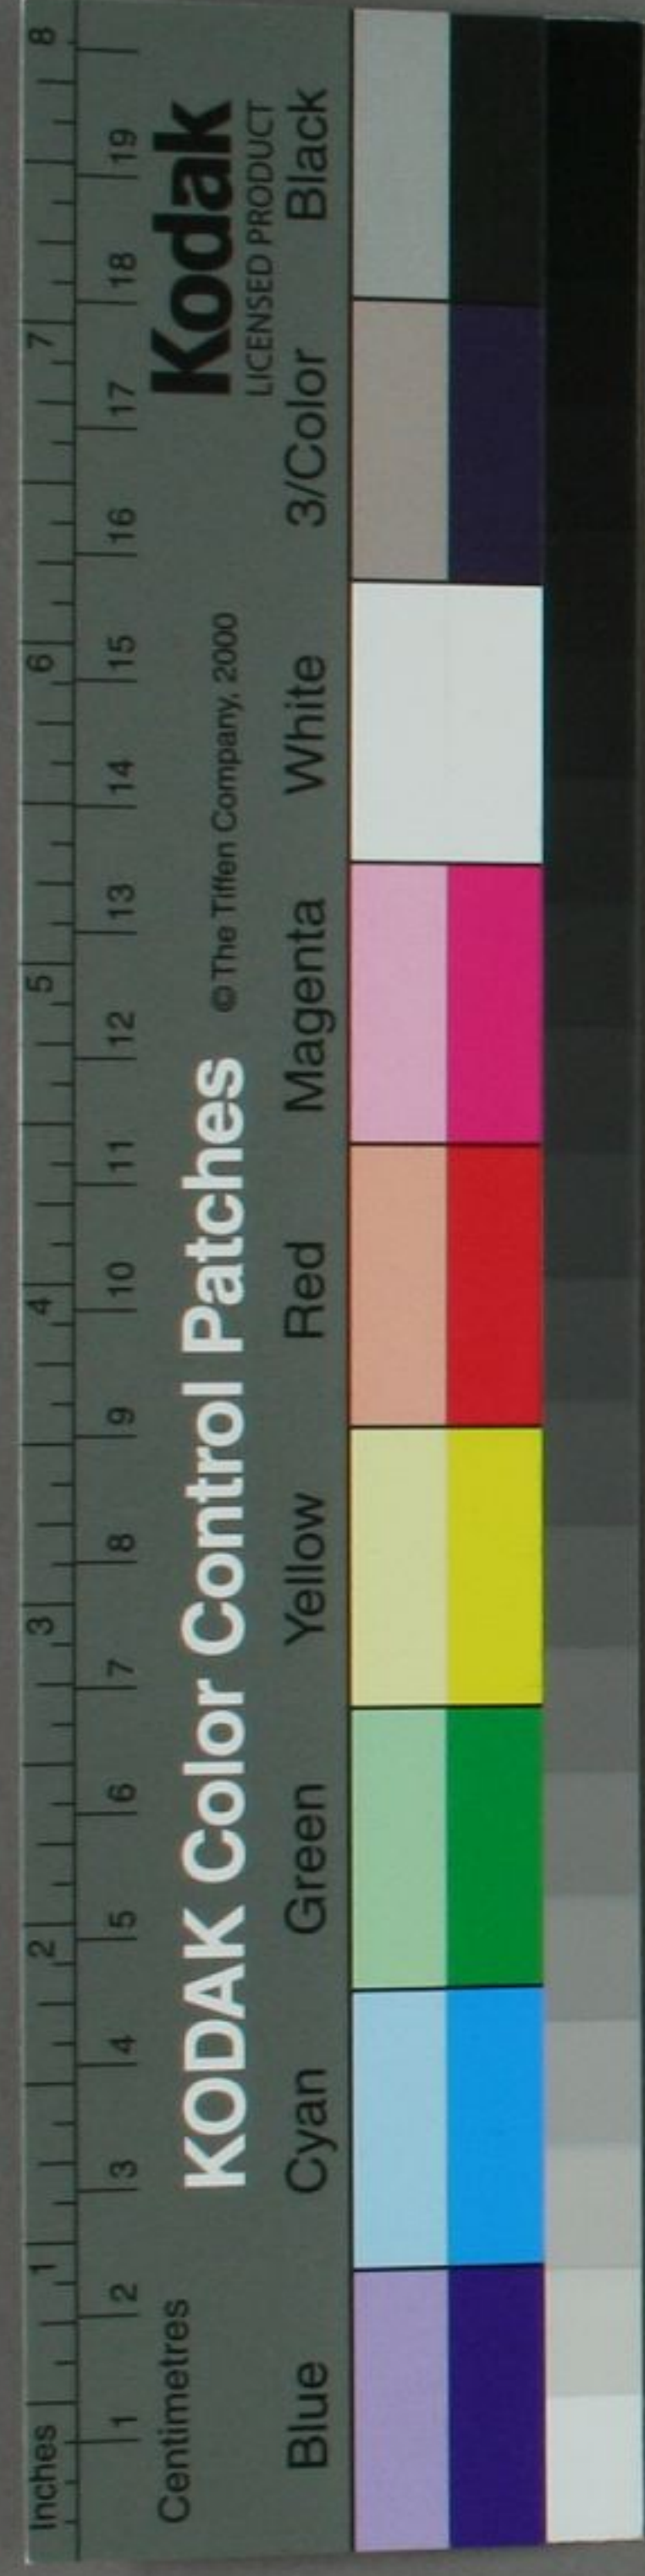 Inches 1 2 3 4 5 6 7 8
1 2 3 4 5 6 7 8 9 10 11 12 13 14 15 16 17 18 19
Centimetres
KODAK Color Control Patches
© The Tiffen Company, 2000
Kodak
LICENSED PRODUCT
Blue Cyan Green Yellow Red Magenta White 3/Color Black